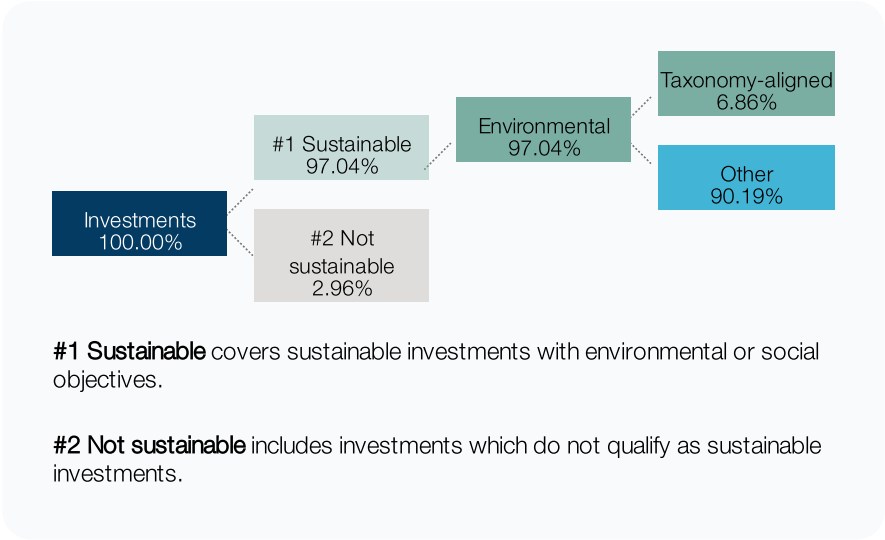 Taxonomy-aligned
6.86%
Environmental
97.04%
#1 Sustainable
97.04%
Other
90.19%
Investments
100.00%
#2 Not
sustainable
2.96%
#1 Sustainable covers sustainable investments with environmental or social
objectives.
#2 Not sustainable includes investments which do not qualify as sustainable
investments.